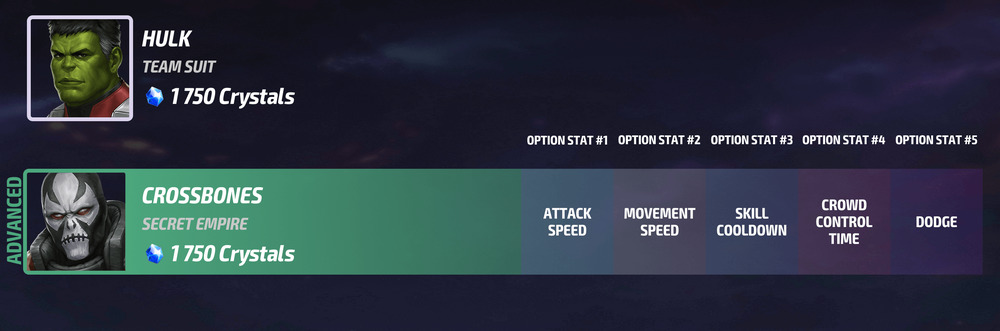 HULK
TEAM SUIT
1 750 Crystals
OPTION STAT #1 OPTION STAT #2 OPTION STAT #3 OPTION STAT #4 OPTION STAT #5
ADVANCED
CROSSBONES
SECRET EMPIRE
1 750 Crystals
ATTACK
SPEED
MOVEMENT
SPEED
SKILL
COOLDOWN
CROWD
CONTROL
TIME
DODGE